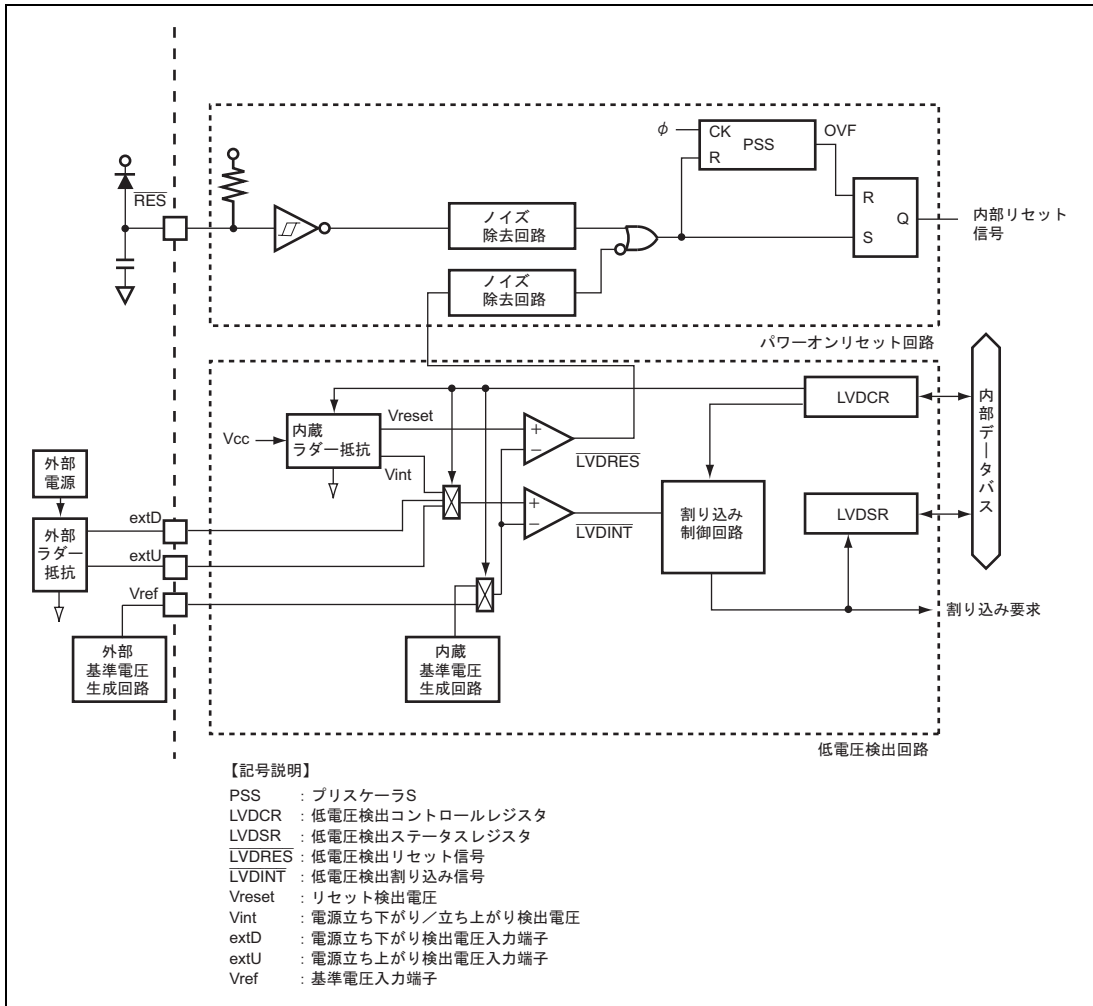 φ
CK
PSS
R
OVF
R
S
Q
内部リセット
信号
RES
ノイズ
除去回路
ノイズ
除去回路
パワーオンリセット回路
LVDCR
内部データバス
Vreset
Vcc
内蔵
ラダー抵抗
Vint
+
−
LVDRES
外部
電源
extD
+
−
LVDINT
割り込み
制御回路
LVDSR
外部
ラダー
抵抗
extU
Vref
割り込み要求
外部
基準電圧
生成回路
内蔵
基準電圧
生成回路
低電圧検出回路
【記号説明】
PSS : プリスケーラS
LVDCR : 低電圧検出コントロールレジスタ
LVDSR : 低電圧検出ステータスレジスタ
LVDRES : 低電圧検出リセット信号
LVDINT : 低電圧検出割り込み信号
Vreset : リセット検出電圧
Vint : 電源立ち下がり／立ち上がり検出電圧
extD : 電源立ち下がり検出電圧入力端子
extU : 電源立ち上がり検出電圧入力端子
Vref : 基準電圧入力端子